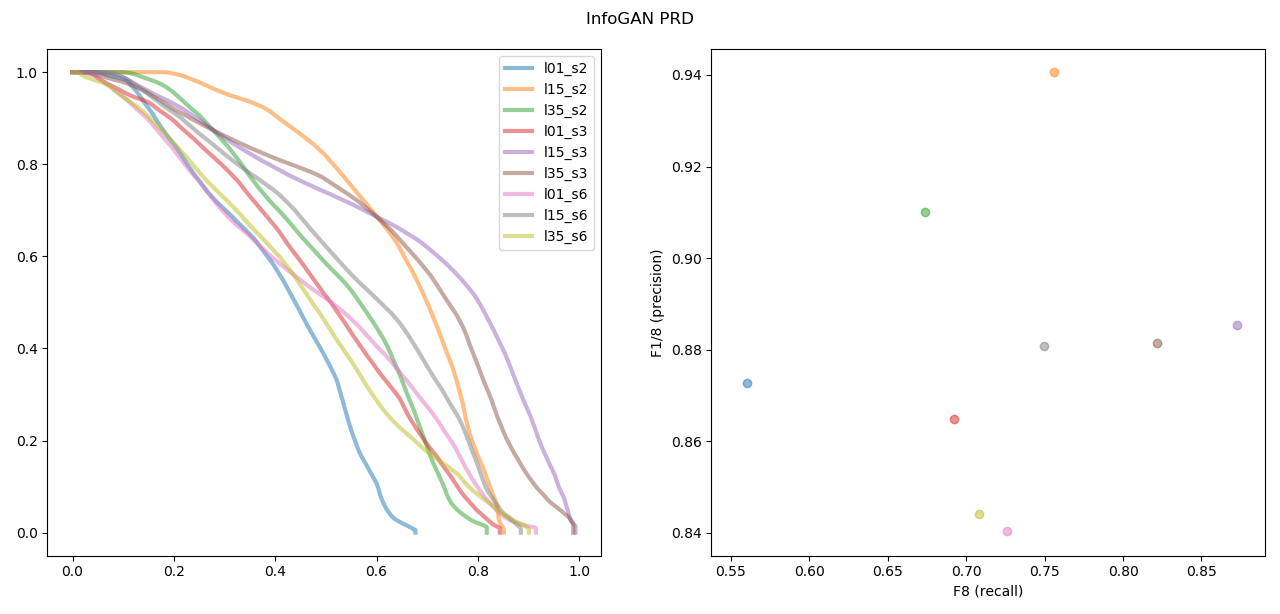 InfoGAN PRD
1.0
0.8
0.6
0.4
0.2
0.0
0.0 0.2 0.4 0.6 0.8 1.0
l01_s2
l15_s2
l35_s2
l01_s3
l15_s3
l35_s3
l01_s6
l15_s6
l35_s6
F1/8 (precision)
0.94
0.92
0.90
0.88
0.86
0.84
0.55 0.60 0.65 0.70 0.75 0.80 0.85
F8 (recall)